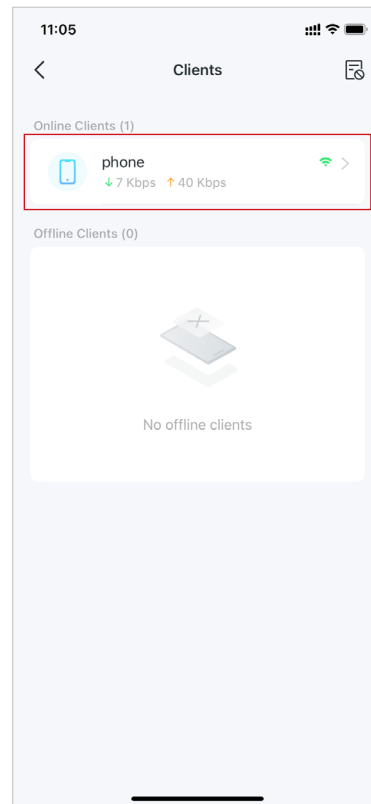 11:05
Clients
Online Clients (1)
phone
↓ 7 Kbps ↑ 40 Kbps
Offline Clients (0)
No offline clients